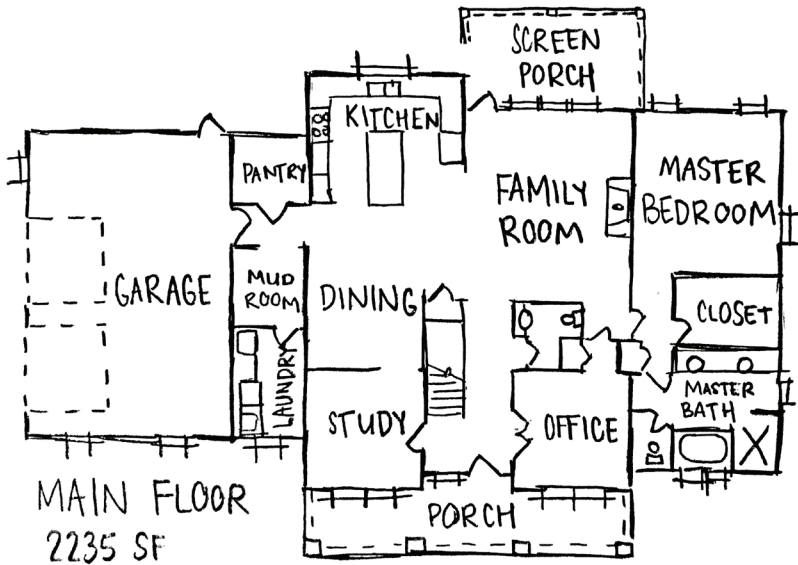 SCREEN
PORCH
KITCHEN
PANTRY
FAMILY
ROOM
MASTER
BEDROOM
GARAGE
MUD
ROOM
DINING
CLOSET
LAUNDRY
STUDY
OFFICE
MASTER
BATH
MAIN FLOOR
2235 SF
PORCH